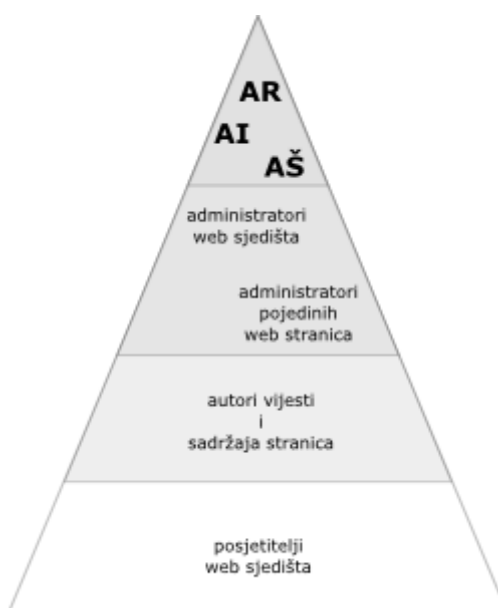 AR
AI
AŠ
administratori
web sjedišta
administratori
pojedinih
web stranica
autori vijesti
i
sadržaja stranica
posjetitelji
web sjedišta